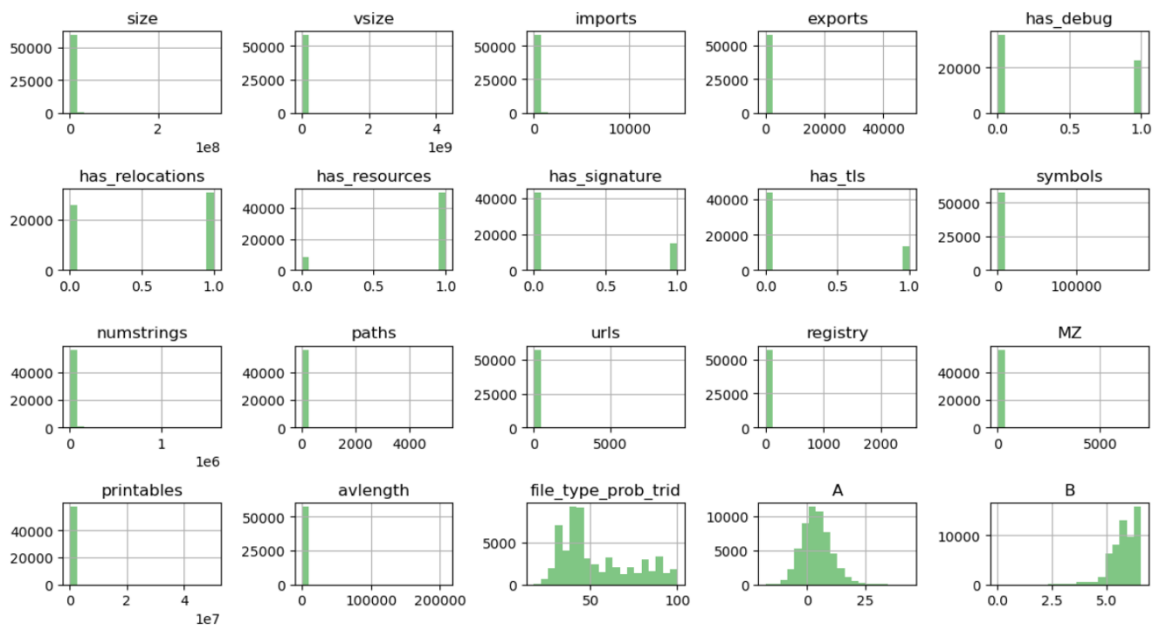 size vsize imports exports has_debug
50000 50000 50000 50000
25000 25000 25000 25000 20000
0 0 0 0 0
0 2 0 2 4 0 10000 0 20000 40000 0.0 0.5 1.0
1e8 1e9
has_relocations has_resources has_signature has_tls symbols
40000 40000 50000
20000 40000 20000 20000 25000
20000
0 0 0 0 0
0.0 0.5 1.0 0.0 0.5 1.0 0.0 0.5 1.0 0.0 0.5 1.0 0 100000
numstrings paths urls registry MZ
40000 40000 50000 50000 40000
20000 20000 25000 25000 20000
0 0 0 0 0
0 1 0 2000 4000 0 5000 0 1000 2000 0 5000
1e6
printables avlength file_type_prob_trid A B
40000 50000 10000
20000 25000 5000 5000 10000
0 0 0 0 0
0 2 4 0 100000 200000 50 100 0 25 0.0 2.5 5.0
1e7